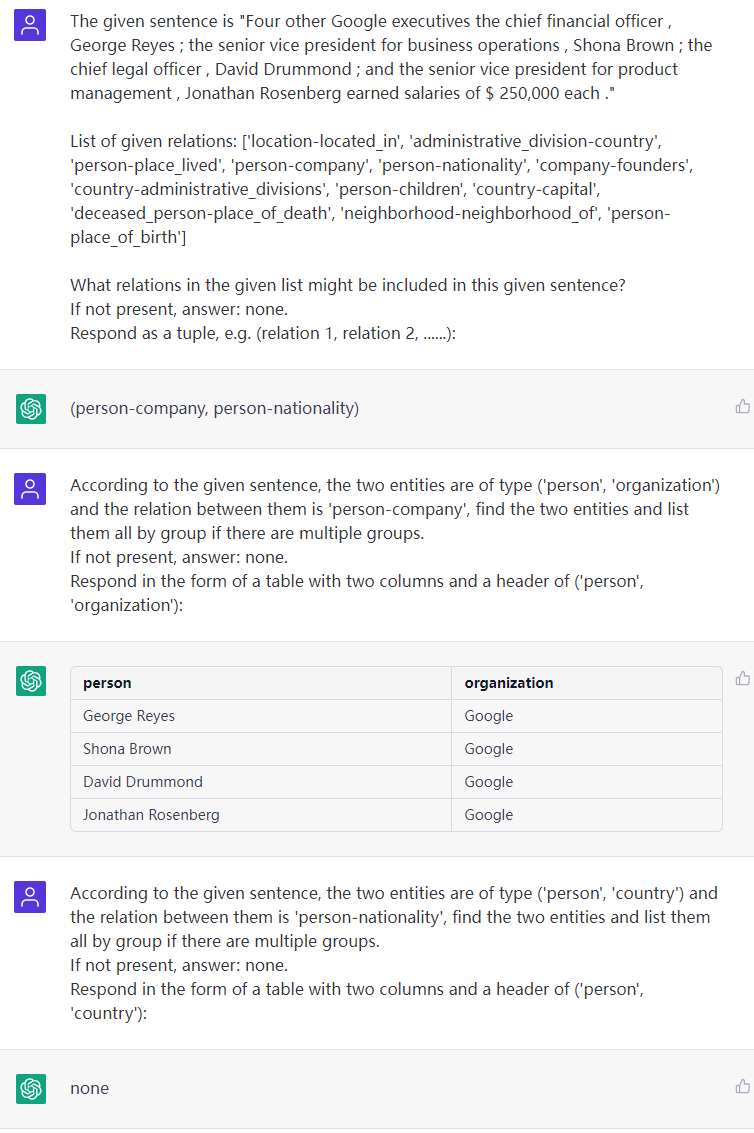 The given sentence is "Four other Google executives the chief financial officer ,
George Reyes ; the senior vice president for business operations , Shona Brown ; the
chief legal officer , David Drummond ; and the senior vice president for product
management , Jonathan Rosenberg earned salaries of $ 250,000 each ."
List of given relations: ['location-located_in', 'administrative_division-country',
'person-place_lived', 'person-company', 'person-nationality', 'company-founders',
'country-administrative_divisions', 'person-children', 'country-capital',
'deceased_person-place_of_death', 'neighborhood-neighborhood_of', 'person-
place_of_birth']
What relations in the given list might be included in this given sentence?
If not present, answer: none.
Respond as a tuple, e.g. (relation 1, relation 2, ......):
(person-company, person-nationality)
According to the given sentence, the two entities are of type ('person', 'organization')
and the relation between them is 'person-company', find the two entities and list
them all by group if there are multiple groups.
If not present, answer: none.
Respond in the form of a table with two columns and a header of ('person',
'organization'):
person organization
George Reyes Google
Shona Brown Google
David Drummond Google
Jonathan Rosenberg Google
According to the given sentence, the two entities are of type ('person', 'country') and
the relation between them is 'person-nationality', find the two entities and list them
all by group if there are multiple groups.
If not present, answer: none.
Respond in the form of a table with two columns and a header of ('person',
'country'):
none